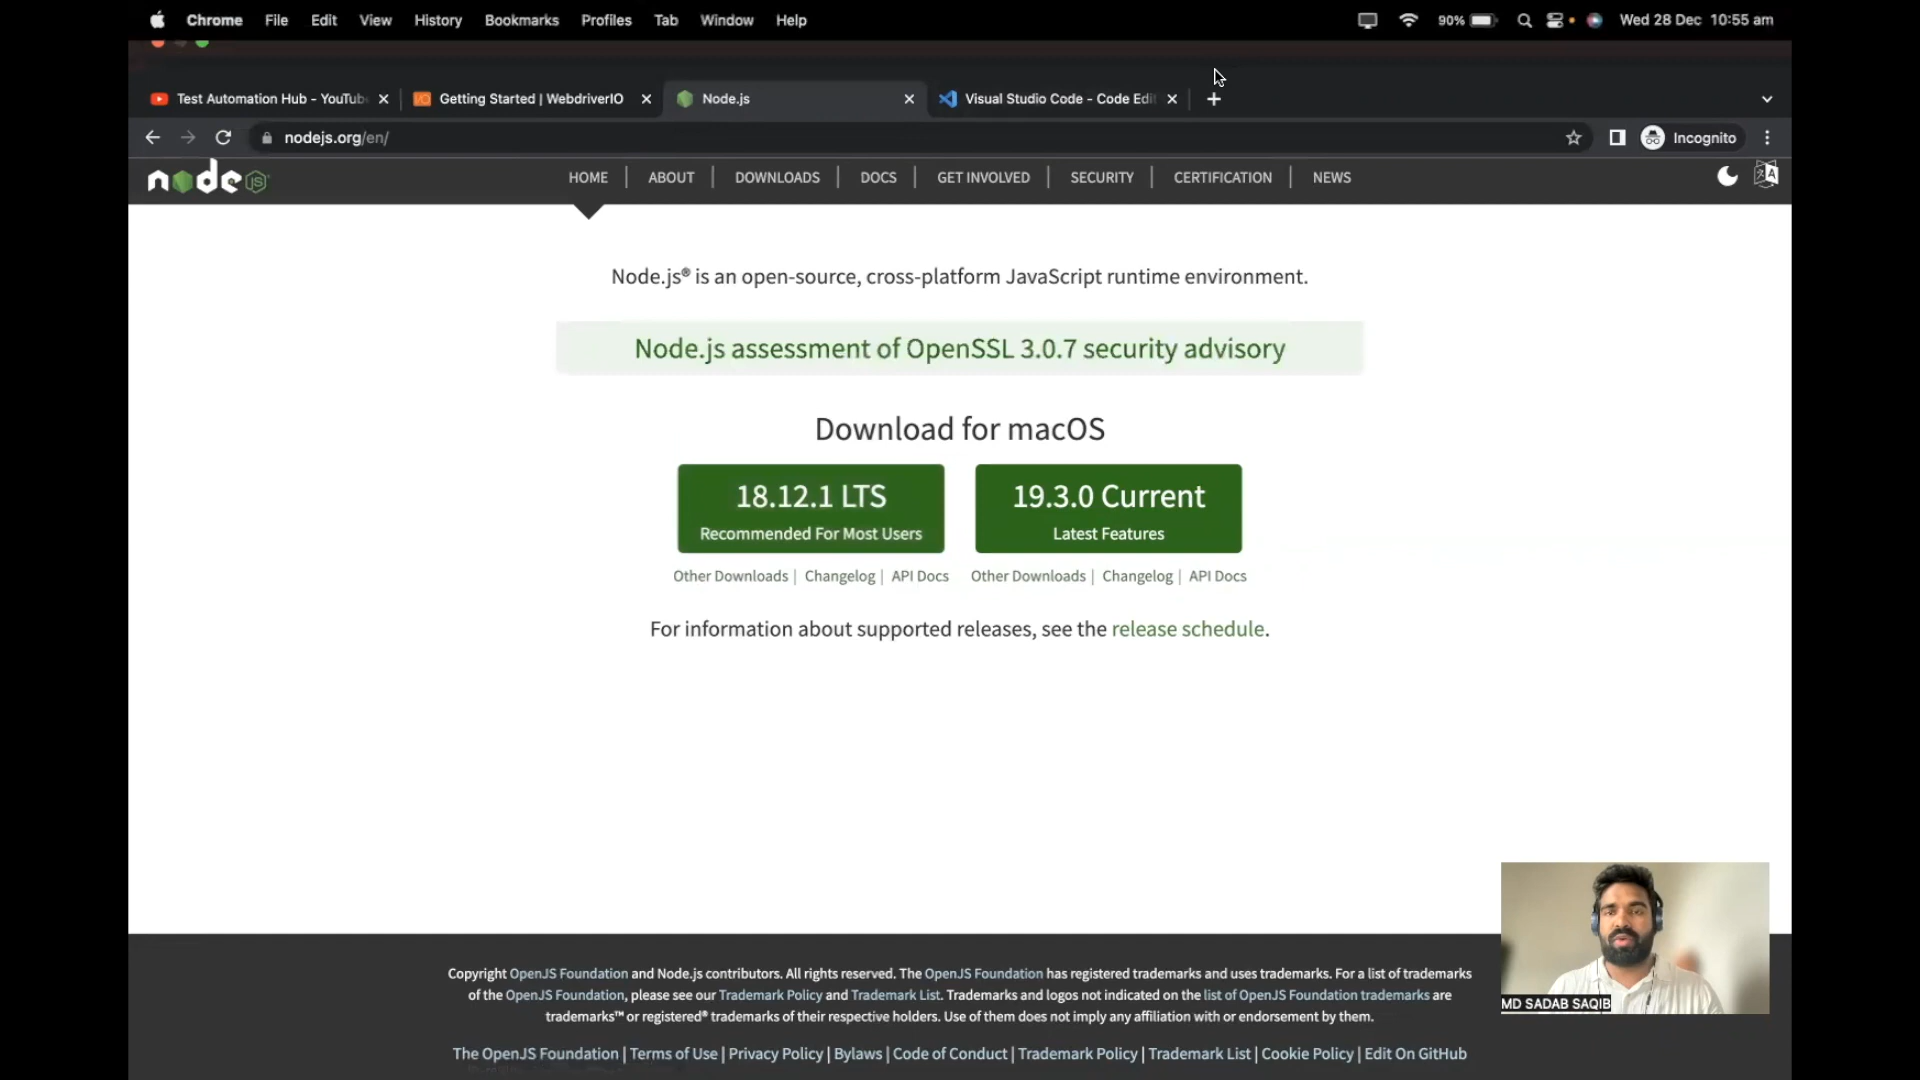 Chrome File Edit View History Bookmarks Profiles Tab Window Help 90% Wed 28 Dec 10:55 am
Test Automation Hub - YouTub Getting Started | WebdriverIO Node.js Visual Studio Code - Code Edit
nodejs.org/en/ Incognito
node JS HOME ABOUT DOWNLOADS DOCS GET INVOLVED SECURITY CERTIFICATION NEWS
Node.js® is an open-source, cross-platform JavaScript runtime environment.
Node.js assessment of OpenSSL 3.0.7 security advisory
Download for macOS
18.12.1 LTS 19.3.0 Current
Recommended For Most Users Latest Features
Other Downloads | Changelog | API Docs Other Downloads | Changelog | API Docs
For information about supported releases, see the release schedule.
Copyright OpenJS Foundation and Node.js contributors. All rights reserved. The OpenJS Foundation has registered trademarks and uses trademarks. For a list of trademarks
of the OpenJS Foundation, please see our Trademark Policy and Trademark List. Trademarks and logos not indicated on the list of OpenJS Foundation trademarks are
trademarks™ or registered® trademarks of their respective holders. Use of them does not imply any affiliation with or endorsement by them.
MD SADAB SAQIB
The OpenJS Foundation | Terms of Use | Privacy Policy | Bylaws | Code of Conduct | Trademark Policy | Trademark List | Cookie Policy | Edit On GitHub